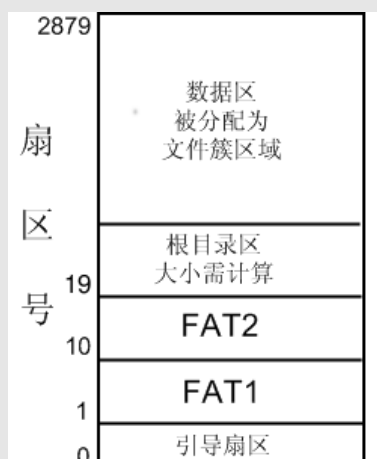 2879
数据区
被分配为
文件簇区域
扇
区
号
根目录区
大小需计算
19
FAT2
10
FAT1
1
引导扇区
0